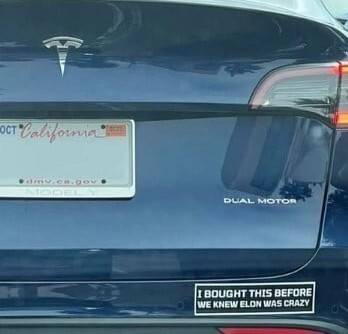 OCT California
dmv.ca.gov
MODEL Y
DUAL MOTOR
I BOUGHT THIS BEFORE
WE KNEW ELON WAS CRAZY